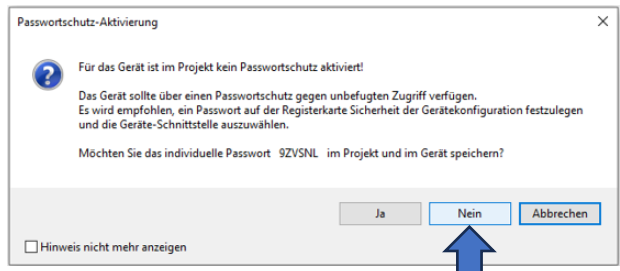 Passwortschutz-Aktivierung
Für das Gerät ist im Projekt kein Passwortschutz aktiviert!
Das Gerät sollte über einen Passwortschutz gegen unbefugten Zugriff verfügen.
Es wird empfohlen, ein Passwort auf der Registerkarte Sicherheit der Gerätekonfiguration festzulegen
und die Geräte-Schnittstelle auszuwählen.
Möchten Sie das individuelle Passwort 9ZVSNL im Projekt und im Gerät speichern?
Ja Nein Abbrechen
Hinweis nicht mehr anzeigen